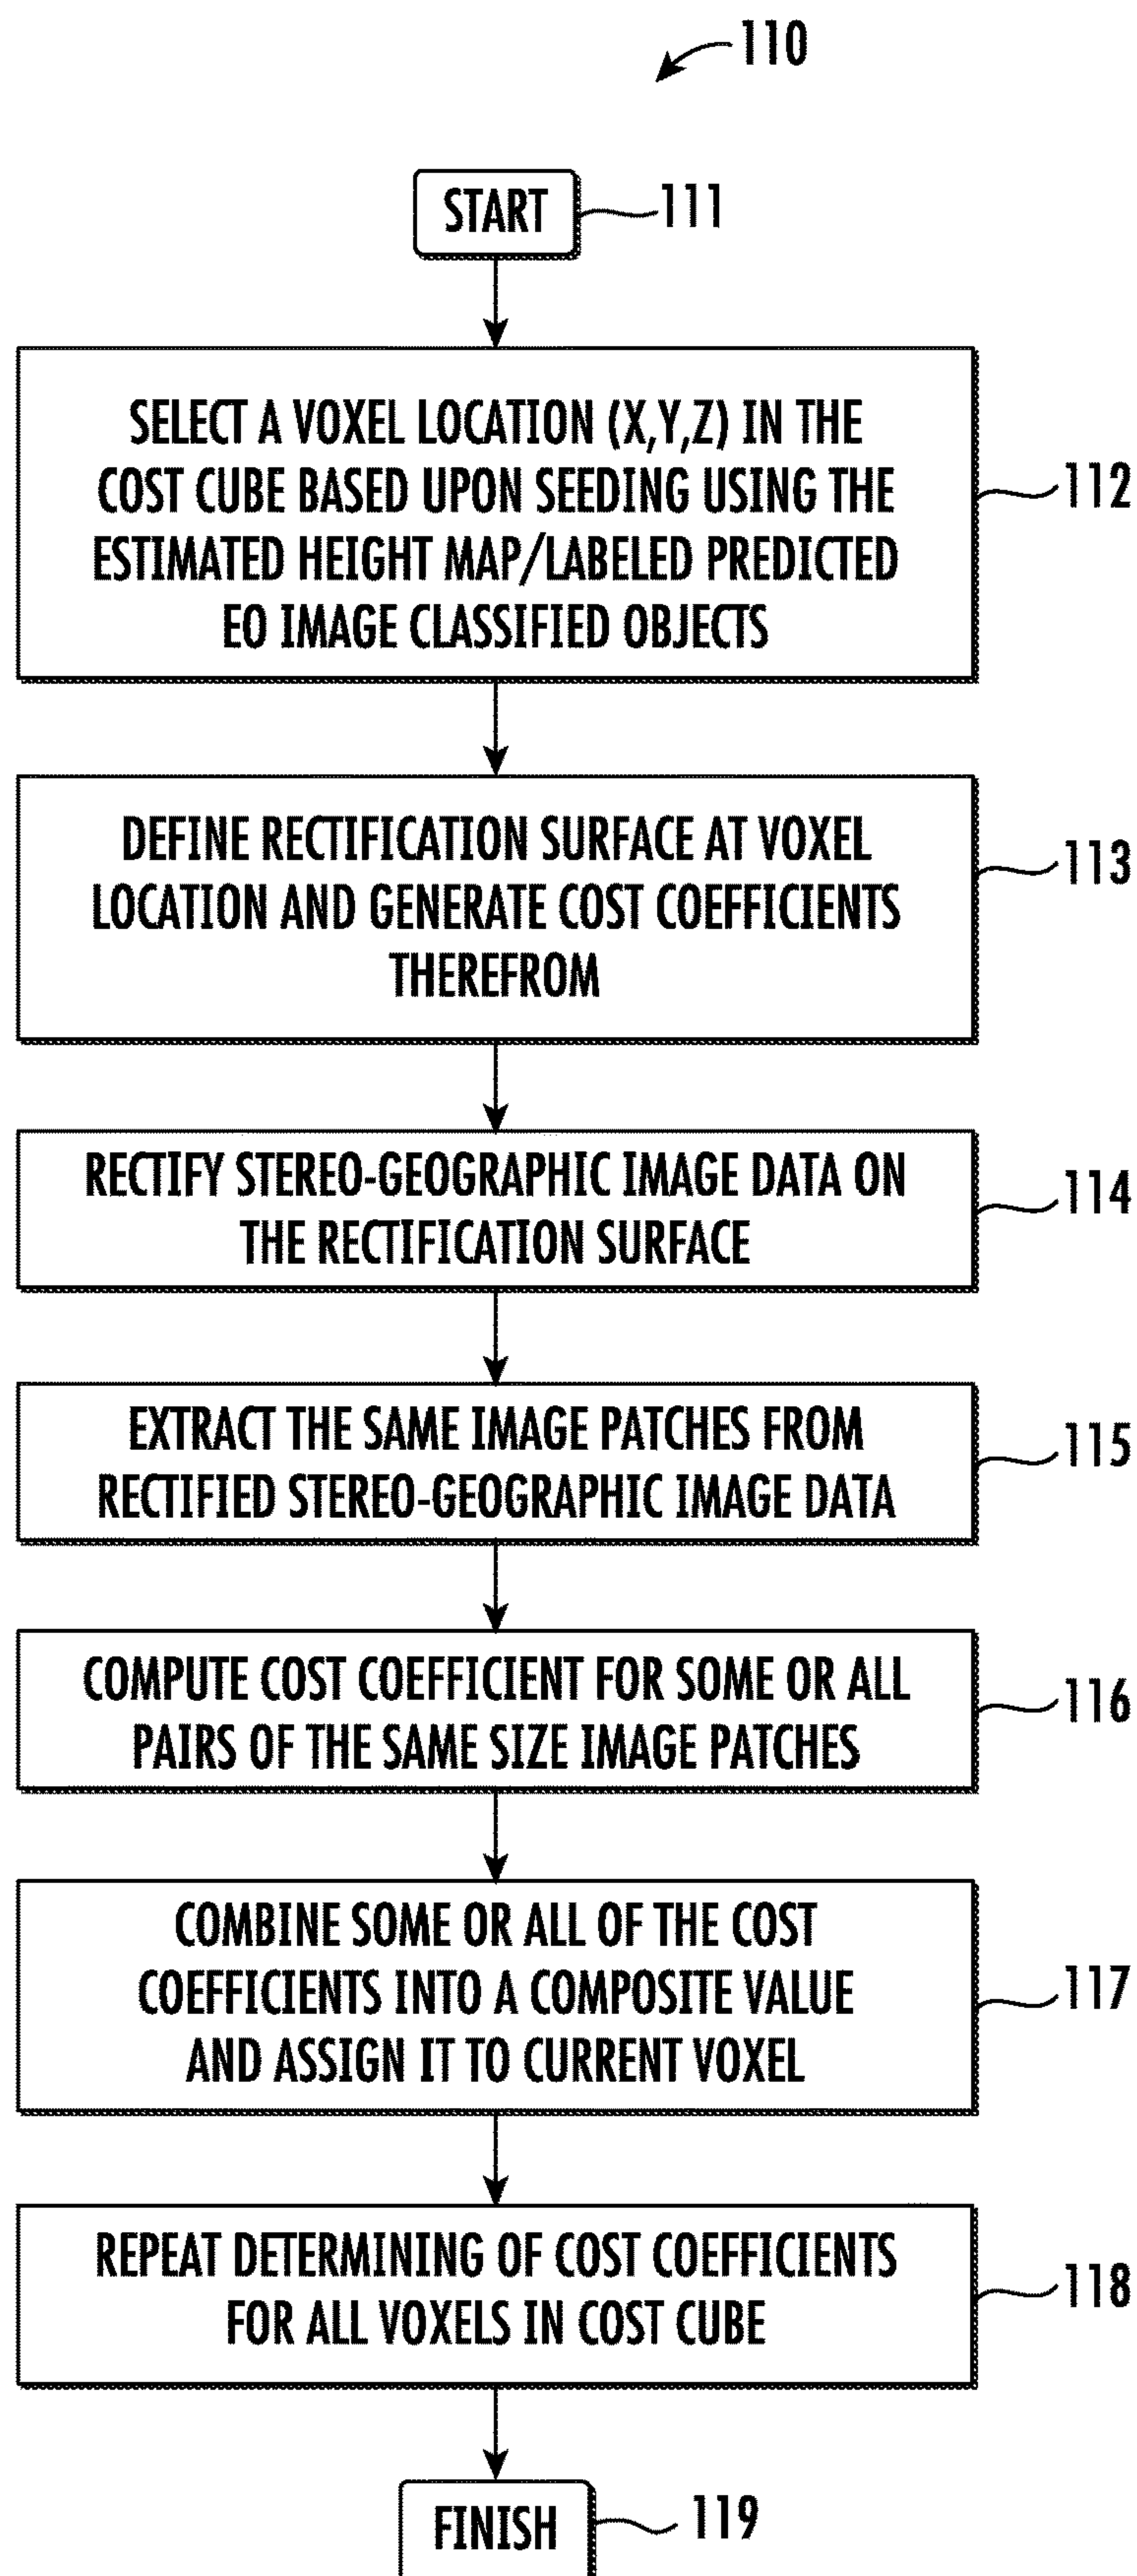 110
START
111
SELECT A VOXEL LOCATION (X,Y,Z) IN THE
COST CUBE BASED UPON SEEDING USING THE
ESTIMATED HEIGHT MAP/LABELED PREDICTED
EO IMAGE CLASSIFIED OBJECTS
112
DEFINE RECTIFICATION SURFACE AT VOXEL
LOCATION AND GENERATE COST COEFFICIENTS
THEREFROM
113
RECTIFY STEREO-GEOGRAPHIC IMAGE DATA ON
THE RECTIFICATION SURFACE
114
EXTRACT THE SAME IMAGE PATCHES FROM
RECTIFIED STEREO-GEOGRAPHIC IMAGE DATA
115
COMPUTE COST COEFFICIENT FOR SOME OR ALL
PAIRS OF THE SAME SIZE IMAGE PATCHES
116
COMBINE SOME OR ALL OF THE COST
COEFFICIENTS INTO A COMPOSITE VALUE
AND ASSIGN IT TO CURRENT VOXEL
117
REPEAT DETERMINING OF COST COEFFICIENTS
FOR ALL VOXELS IN COST CUBE
118
FINISH
119